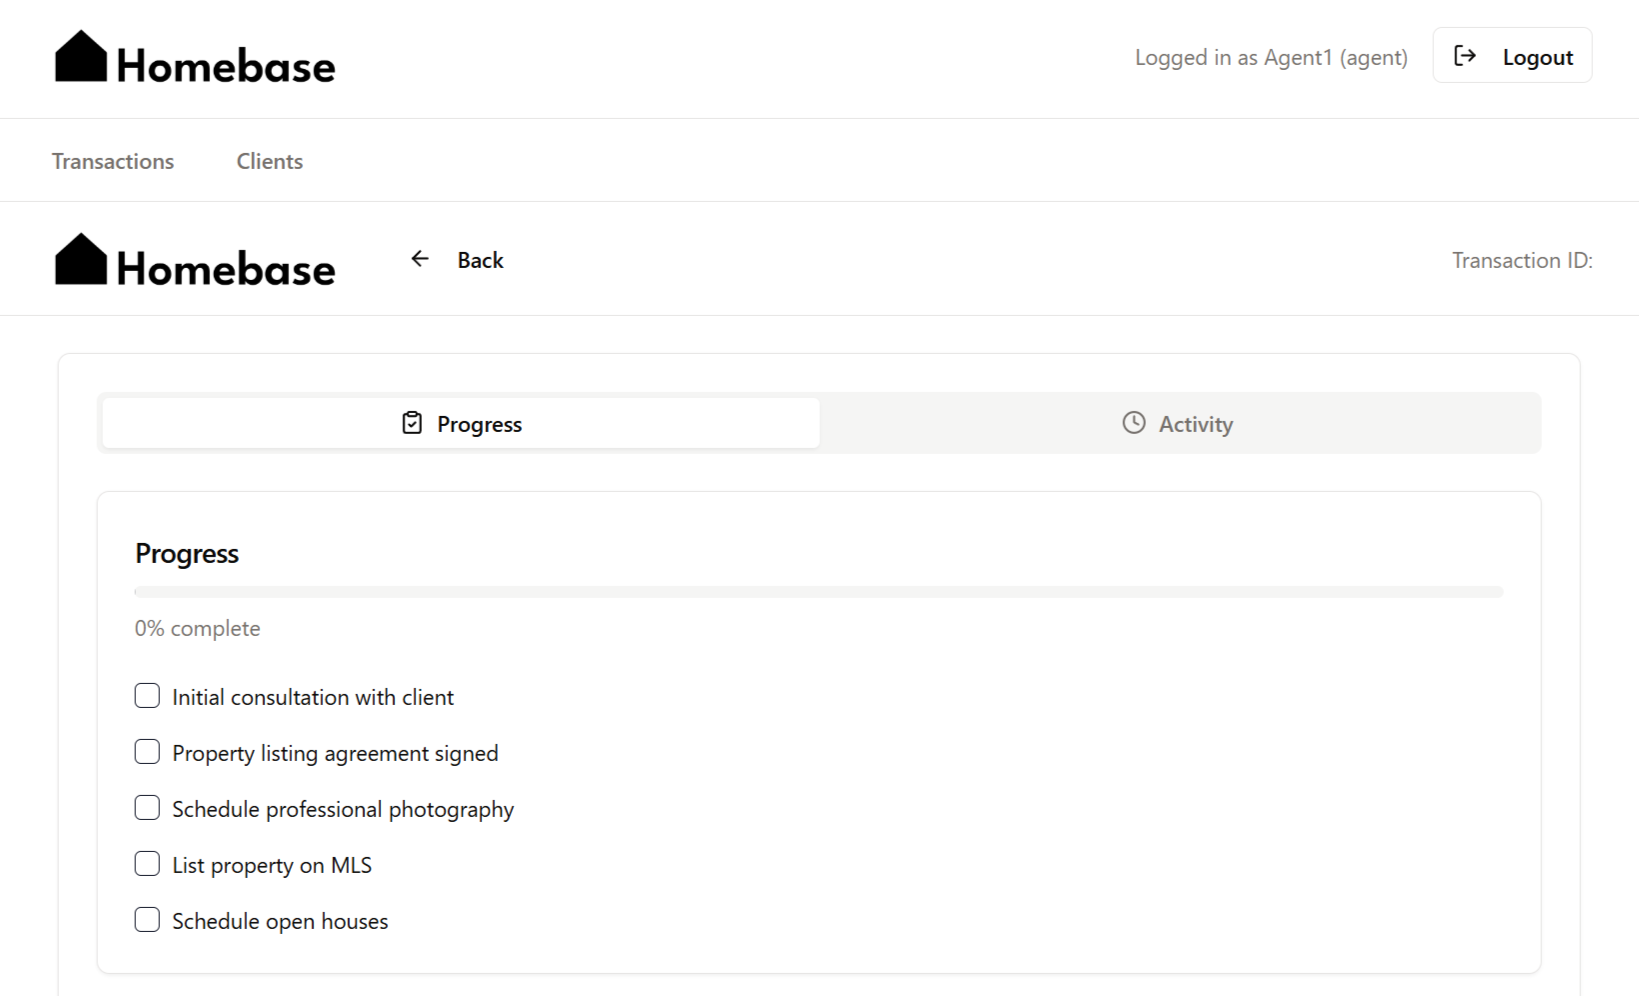 Homebase
Logged in as Agent1 (agent)
Logout
Transactions
Clients
Homebase
Back
Transaction ID:
Progress
Activity
Progress
0% complete
Initial consultation with client
Property listing agreement signed
Schedule professional photography
List property on MLS
Schedule open houses